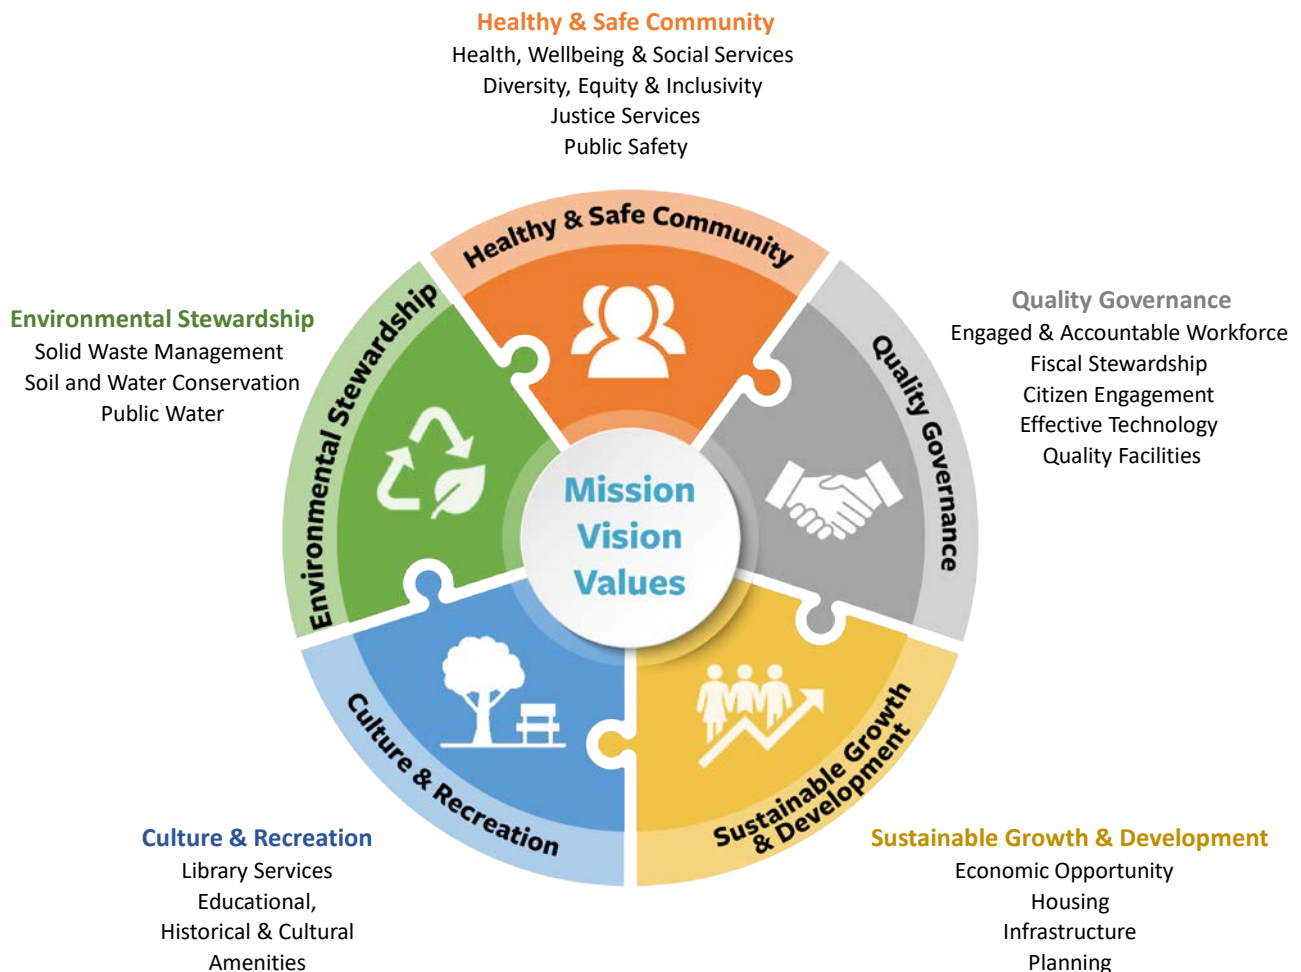 Healthy & Safe Community
Health, Wellbeing & Social Services
Diversity, Equity & Inclusivity
Justice Services
Public Safety
Healthy & Safe Community
Environmental Stewardship
Solid Waste Management
Soil and Water Conservation
Public Water
Environmental Stewardship
Quality Governance
Engaged & Accountable Workforce
Fiscal Stewardship
Citizen Engagement
Effective Technology
Quality Facilities
Quality Governance
Mission
Vision
Values
Culture & Recreation
Sustainable Growth
& Development
Culture & Recreation
Library Services
Educational,
Historical & Cultural
Amenities
Sustainable Growth & Development
Economic Opportunity
Housing
Infrastructure
Planning